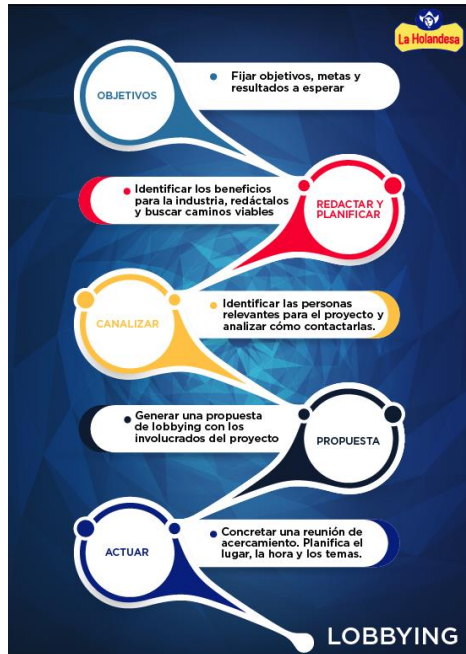 La Holandesa
OBJETIVOS
• Fijar objetivos, metas y
resultados a esperar
• Identificar los beneficios
para la industria, redáctalos
y buscar caminos viables
REDACTAR Y
PLANIFICAR
CANALIZAR
• Identificar las personas
relevantes para el proyecto y
analizar cómo contactarlas.
• Generar una propuesta
de lobbying con los
involucrados del proyecto
PROPUESTA
ACTUAR
• Concretar una reunión de
acercamiento. Planifica el
lugar, la hora y los temas.
LOBBYING